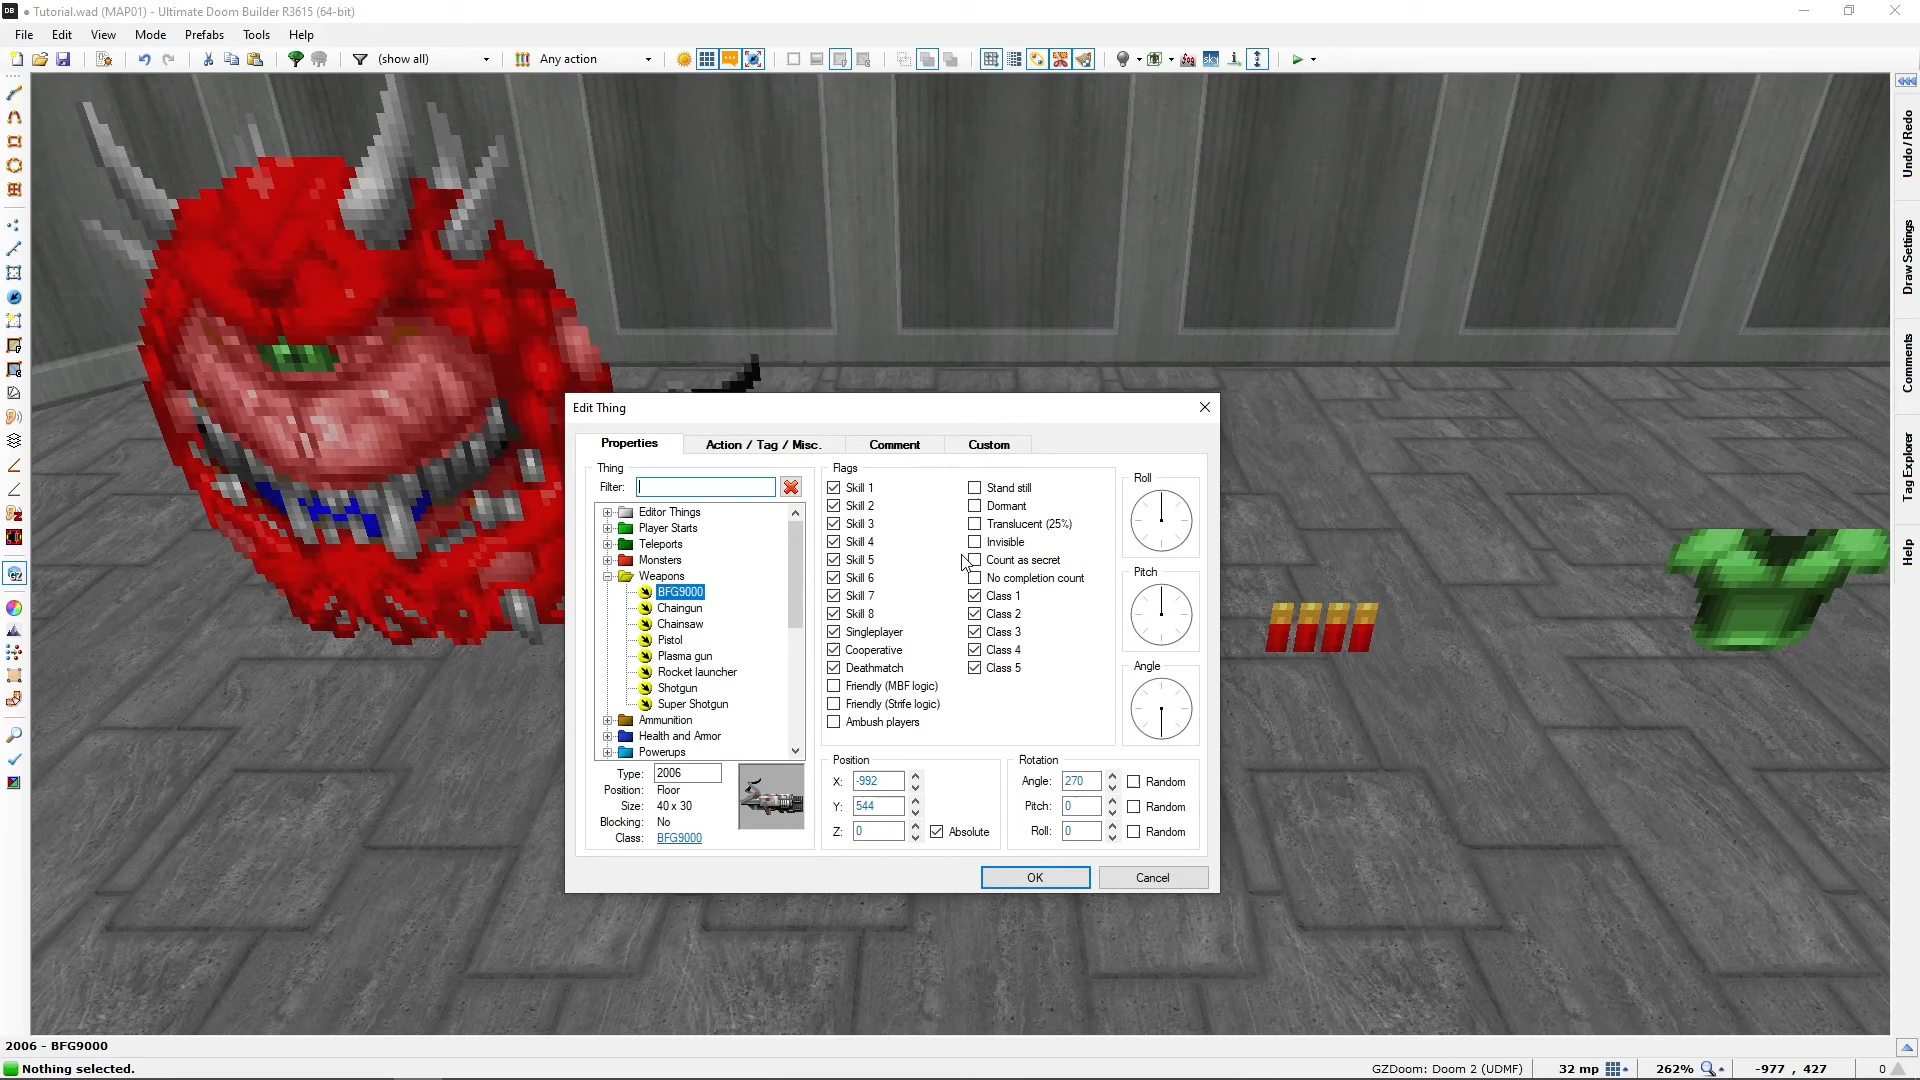 Tutorial.wad (MAP01) - Ultimate Doom Builder R3615 (64-bit)
File Edit View Mode Prefabs Tools Help
(show all)
Any action
Undo / Redo
Draw Settings
Comments
Tag Explorer
Help
Edit Thing
Properties
Action / Tag / Misc.
Comment
Custom
Thing
Filter:
Editor Things
Player Starts
Teleports
Monsters
Weapons
BFG9000
Chaingun
Chainsaw
Pistol
Plasma gun
Rocket launcher
Shotgun
Super Shotgun
Ammunition
Health and Armor
Powerups
Type: 2006
Position: Floor
Size: 40 x 30
Blocking: No
Class: BFG9000
Flags
Skill 1
Skill 2
Skill 3
Skill 4
Skill 5
Skill 6
Skill 7
Skill 8
Singleplayer
Cooperative
Deathmatch
Friendly (MBF logic)
Friendly (Strife logic)
Ambush players
Stand still
Dormant
Translucent (25%)
Invisible
Count as secret
No completion count
Class 1
Class 2
Class 3
Class 4
Class 5
Roll
Pitch
Angle
Position
X: -992
Y: 544
Z: 0
Absolute
Rotation
Angle: 270 Random
Pitch: 0 Random
Roll: 0 Random
OK
Cancel
2006 - BFG9000
Nothing selected.
GZDoom: Doom 2 (UDMF)
32 mp
262%
-977 , 427
0